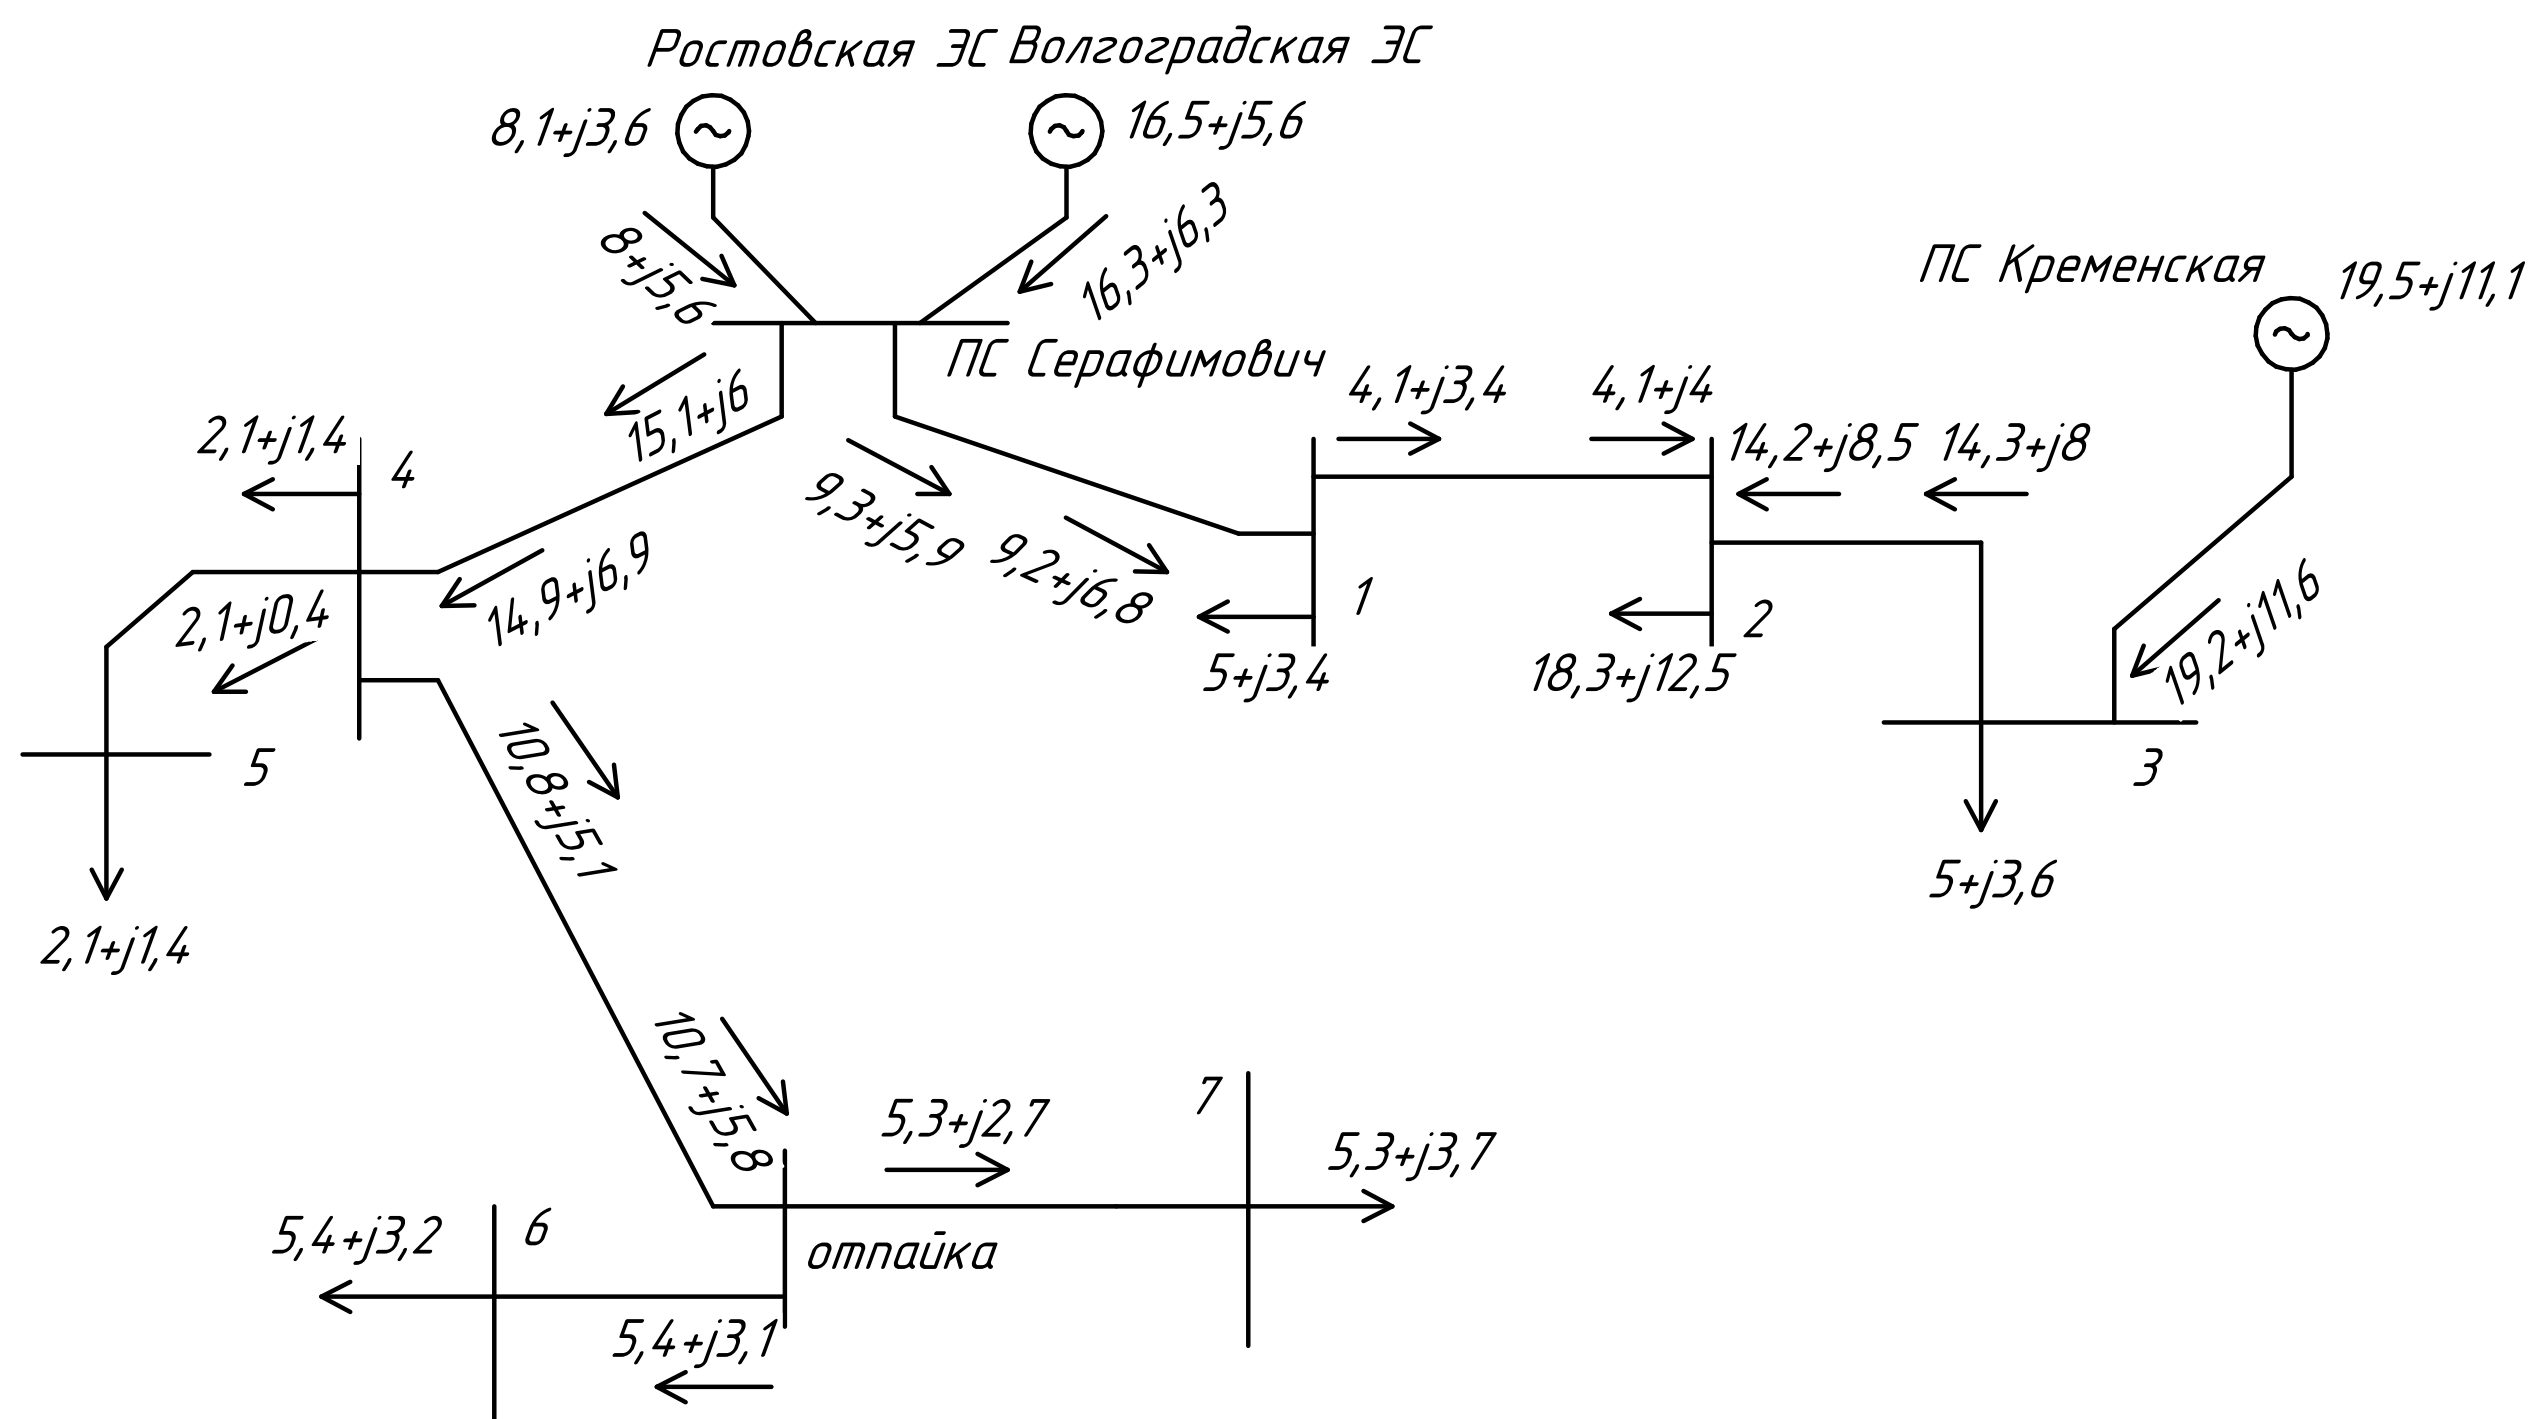 Ростовская ЭС
Волгоградская ЭС
8,1+j3,6
16,5+j5,6
8+j5,6
16,3+j6,3
ПС Кременская
19,5+j11,1
ПС Серафимович
15,1+j6
4,1+j3,4
4,1+j4
2,1+j1,4
4
14,2+j8,5
14,3+j8
9,3+j5,9
9,2+j6,8
14,9+j6,9
2,1+j0,4
1
2
19,2+j11,6
5+j3,4
18,3+j12,5
5
3
10,8+j5,1
5+j3,6
2,1+j1,4
10,7+j5,8
5,3+j2,7
7
5,3+j3,7
5,4+j3,2
6
отпайка
5,4+j3,1